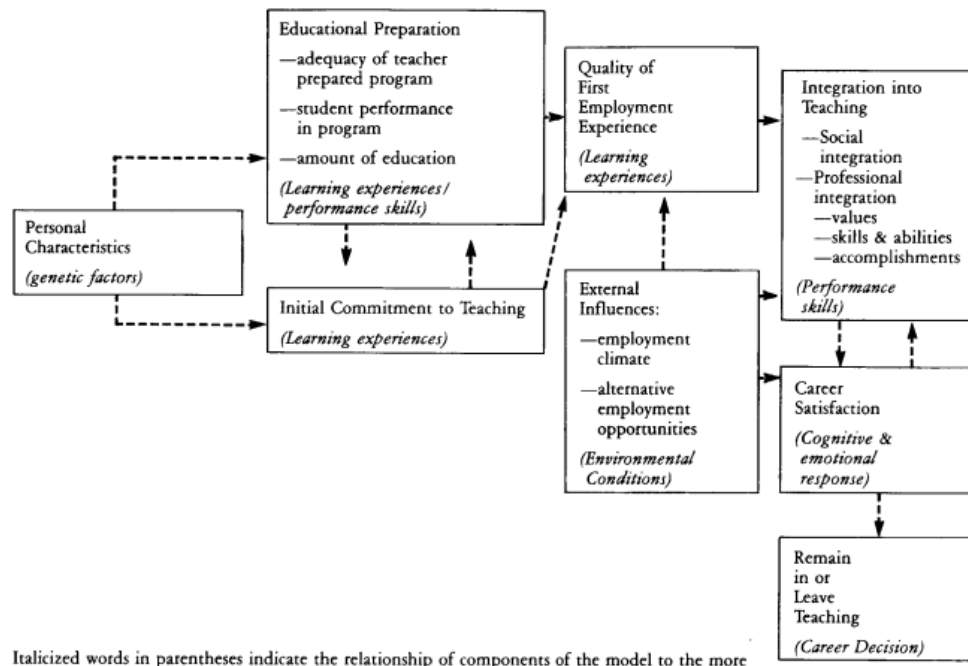 Educational Preparation
—adequacy of teacher
prepared program
—student performance
in program
—amount of education
(Learning experiences/
performance skills)
Quality of
First
Employment
Experience
(Learning
experiences)
Integration into
Teaching
—Social
integration
—Professional
integration
—values
—skills & abilities
—accomplishments
(Performance
skills)
Personal
Characteristics
(genetic factors)
Initial Commitment to Teaching
(Learning experiences)
External
Influences:
—employment
climate
—alternative
employment
opportunities
(Environmental
Conditions)
Career
Satisfaction
(Cognitive &
emotional
response)
Remain
in or
Leave
Teaching
(Career Decision)
Italicized words in parentheses indicate the relationship of components of the model to the more